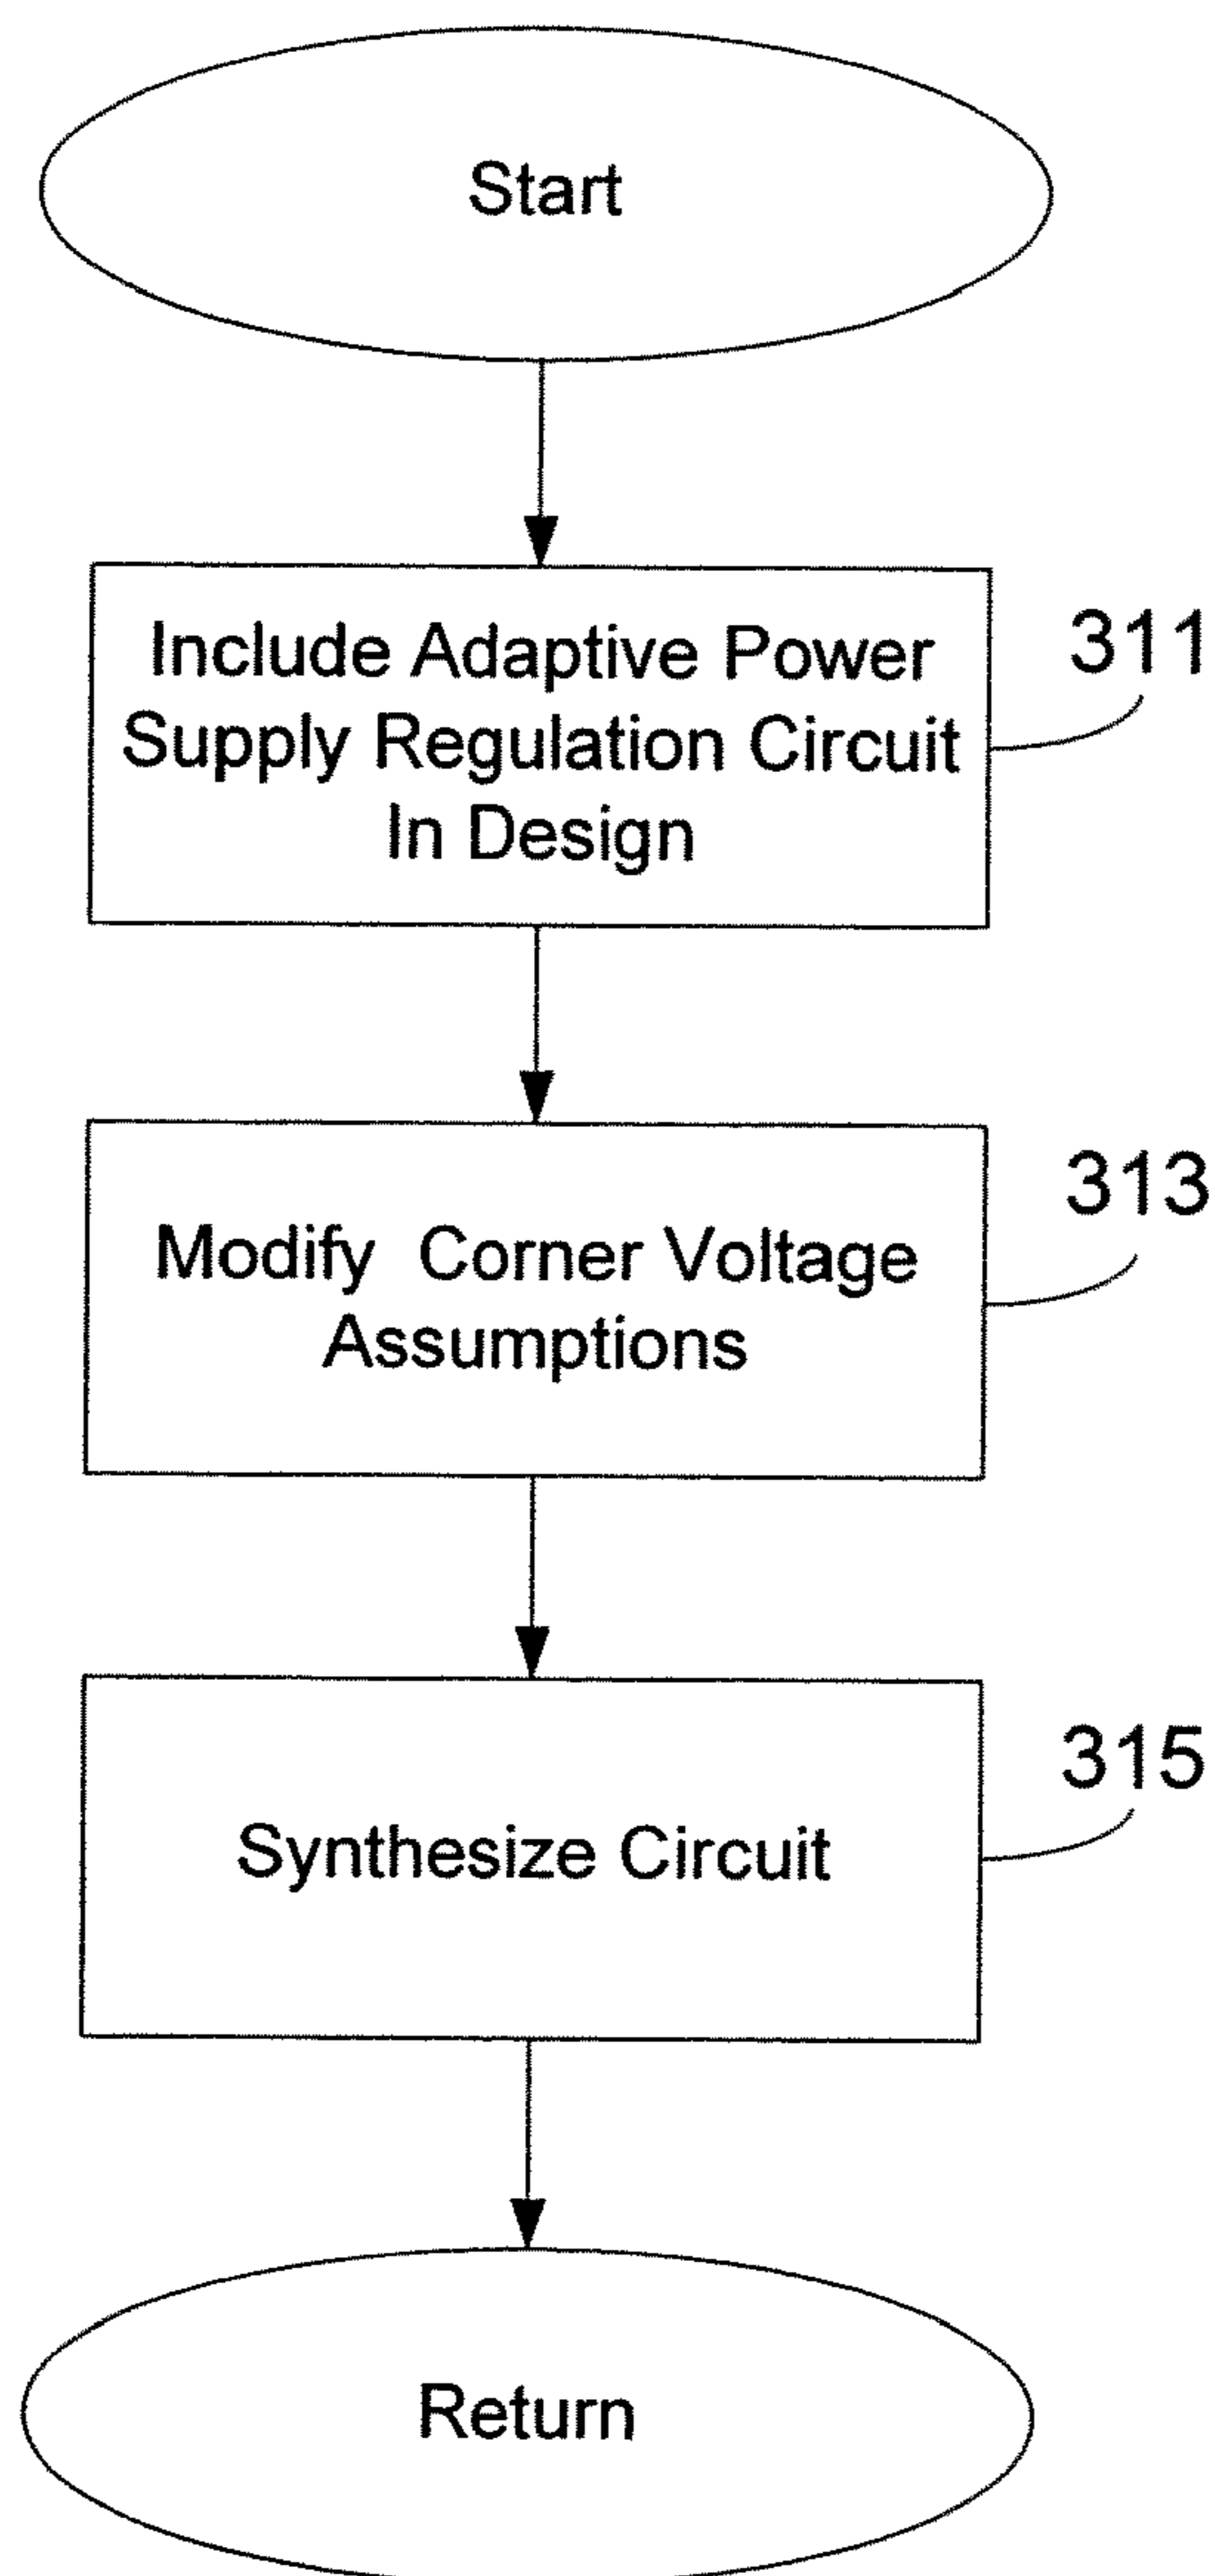 Start
Include Adaptive Power
Supply Regulation Circuit
In Design
311
Modify Corner Voltage
Assumptions
313
Synthesize Circuit
315
Return